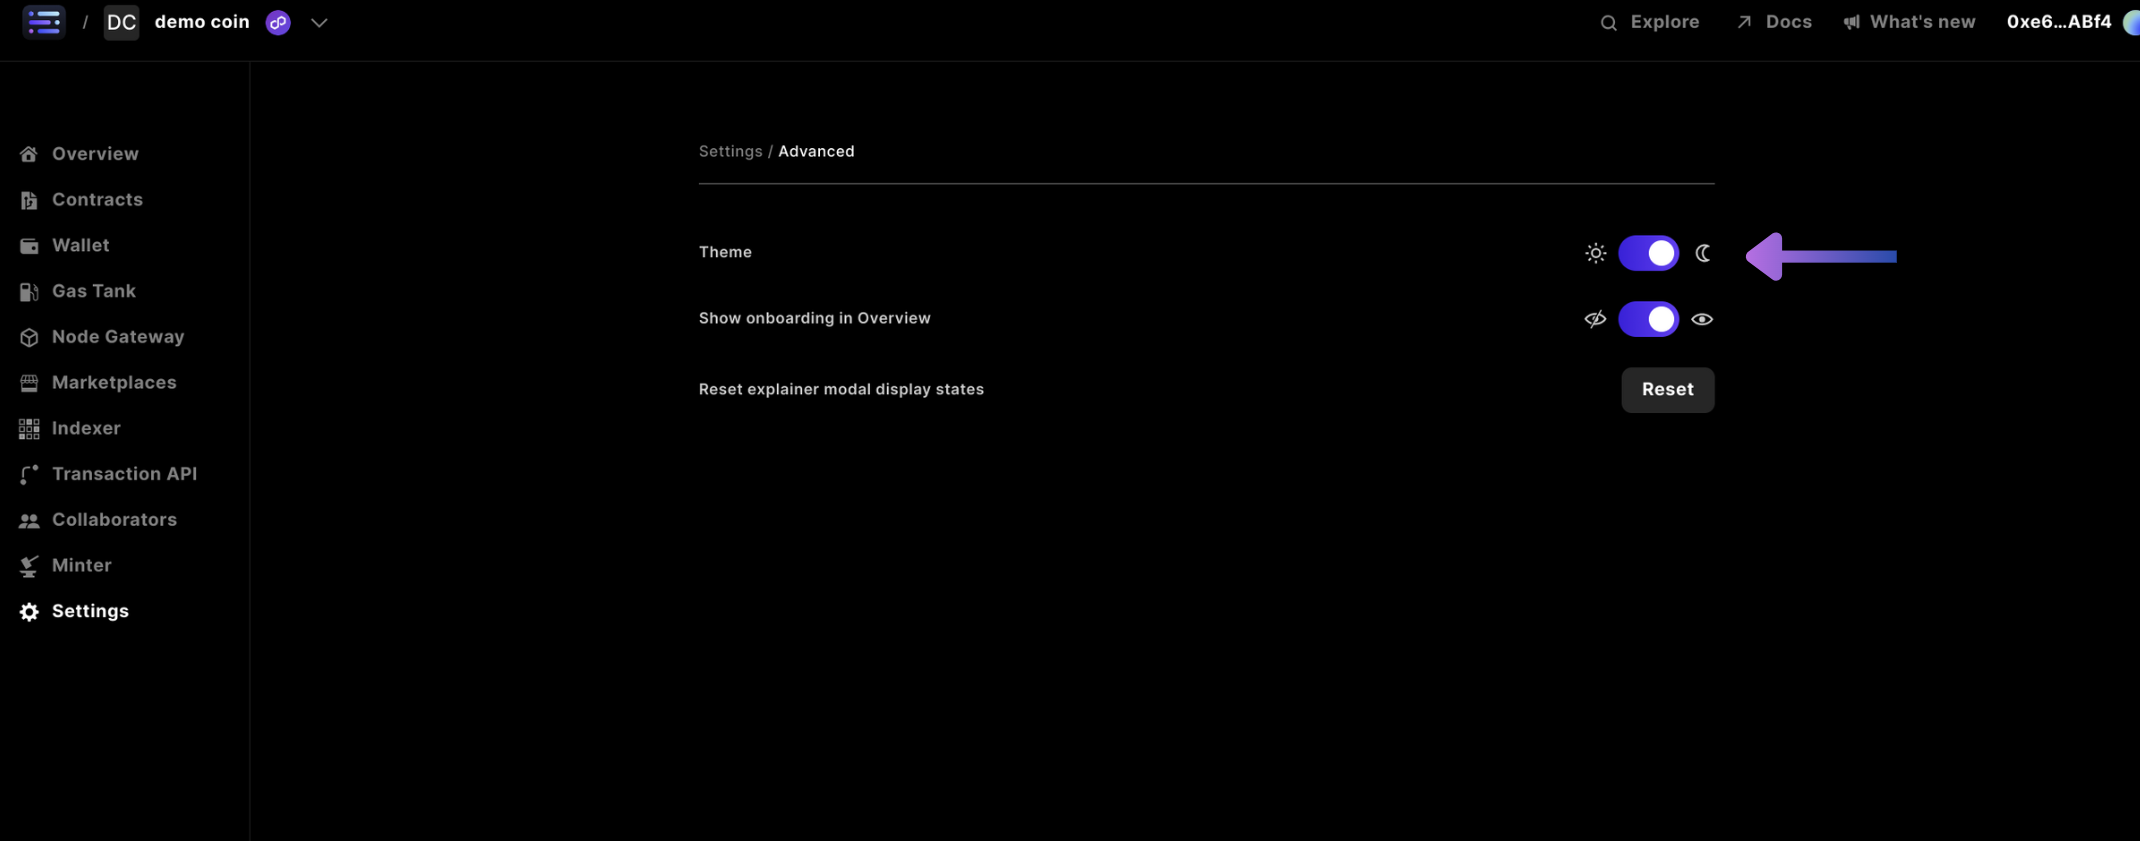 / DC demo coin
Explore Docs What's new 0xe6...ABf4
Overview
Contracts
Wallet
Gas Tank
Node Gateway
Marketplaces
Indexer
Transaction API
Collaborators
Minter
Settings
Settings / Advanced
Theme
Show onboarding in Overview
Reset explainer modal display states
Reset